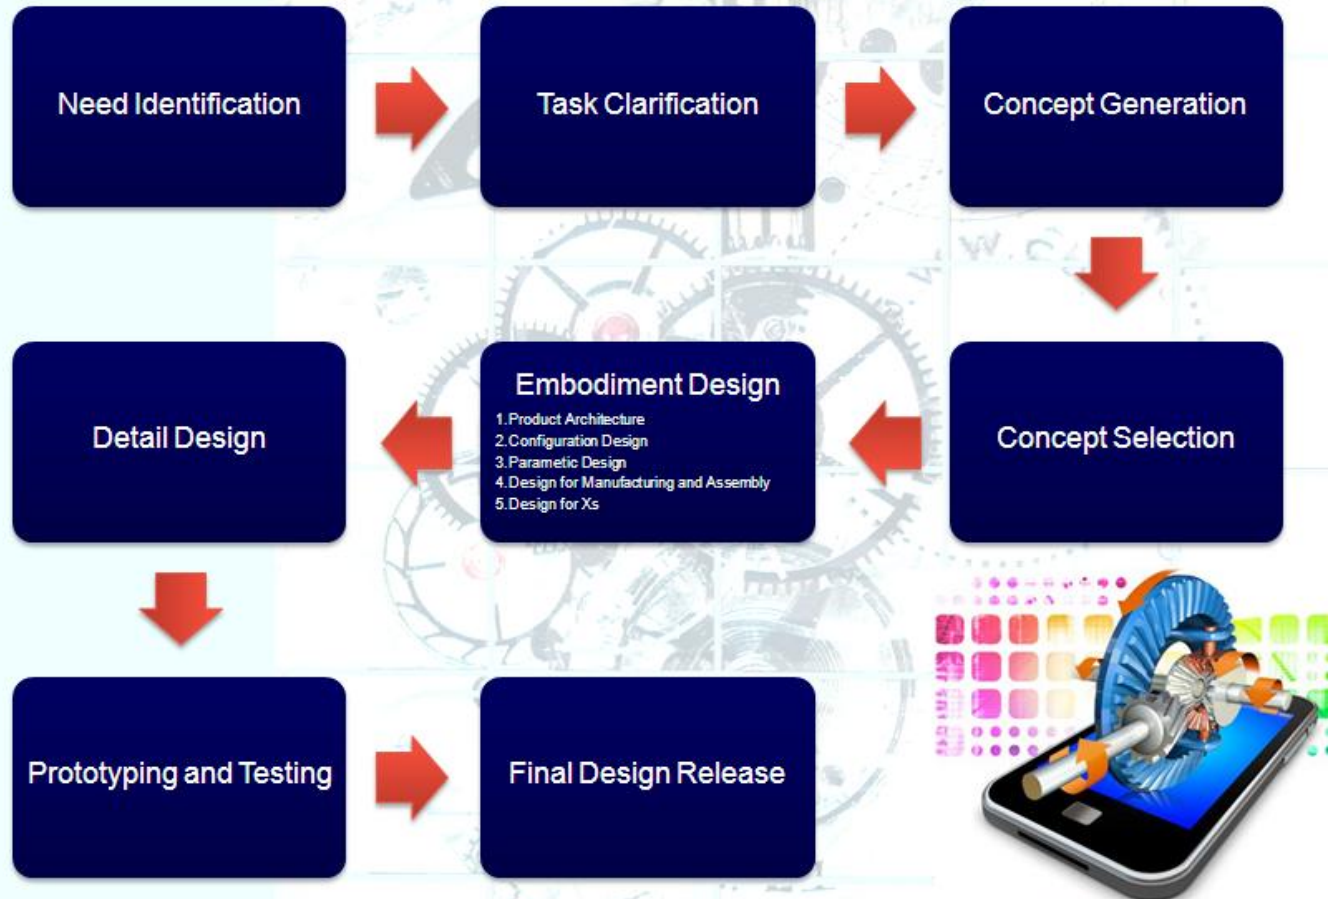 Need Identification
Task Clarification
Concept Generation
Concept Selection
Embodiment Design
1.Product Architecture
2.Configuration Design
3.Parametic Design
4.Design for Manufacturing and Assembly
5.Design for Xs
Detail Design
Prototyping and Testing
Final Design Release